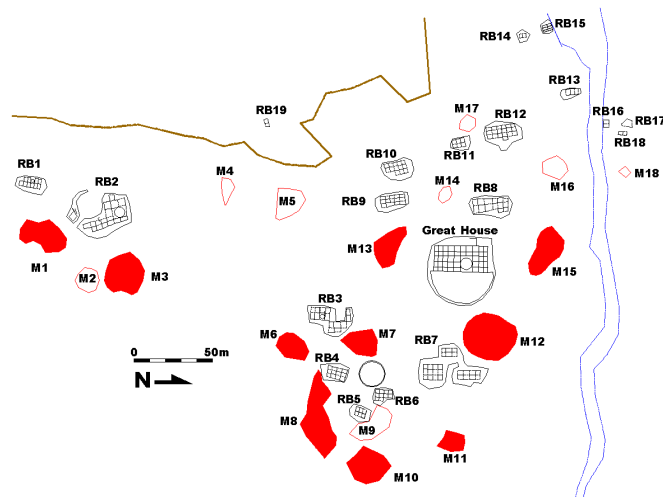 RB15
RB14
RB13
RB19
M17
RB12
RB16
RB17
RB18
RB11
RB1
RB2
M4
RB10
M16
M18
M5
RB9
M14
RB8
Great House
M1
M2
M3
M13
M15
RB3
M6
M7
RB7
M12
0 50m
RB4
N
RB5
RB6
M8
M9
M11
M10